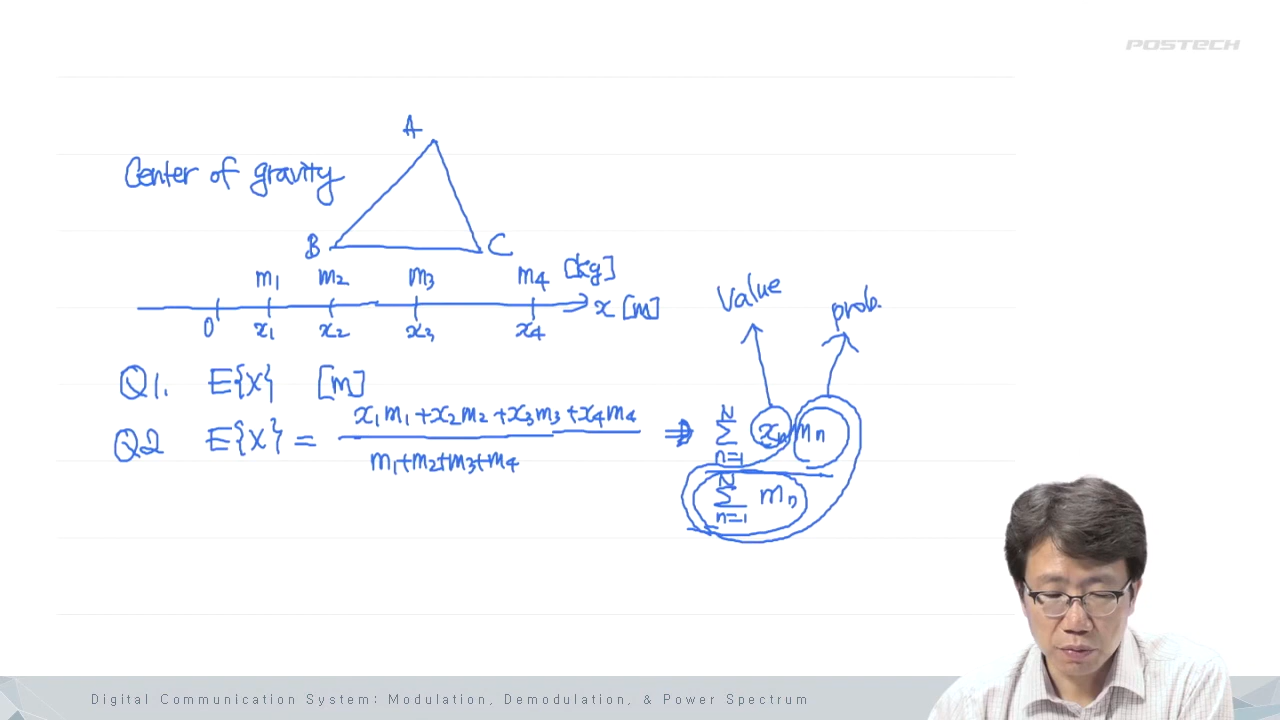 POSTECH
A
Center of gravity
B C
m1 m2 m3 m4 [kg]
0 x1 x2 x3 x4 x [m]
Value prob.
Q1. E{X} [m]
Q2 E{X} = x1m1+x2m2+x3m3+x4m4 / m1+m2+m3+m4 ⇒ Σ_{n=1}^{N} xn mn / Σ_{n=1}^{N} mn
Digital Communication System: Modulation, Demodulation, & Power Spectrum